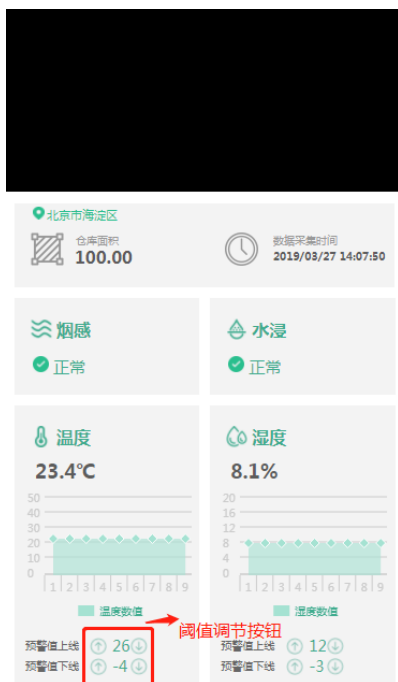 北京市海淀区
仓库面积
100.00
数据采集时间
2019/03/27 14:07:50
烟感
正常
水浸
正常
温度
23.4℃
50
40
30
20
10
0
1 2 3 4 5 6 7 8 9
温度数值
预警值上线 26
预警值下线 -4
湿度
8.1%
20
16
12
8
4
0
1 2 3 4 5 6 7 8 9
湿度数值
预警值上线 12
预警值下线 -3
阈值调节按钮